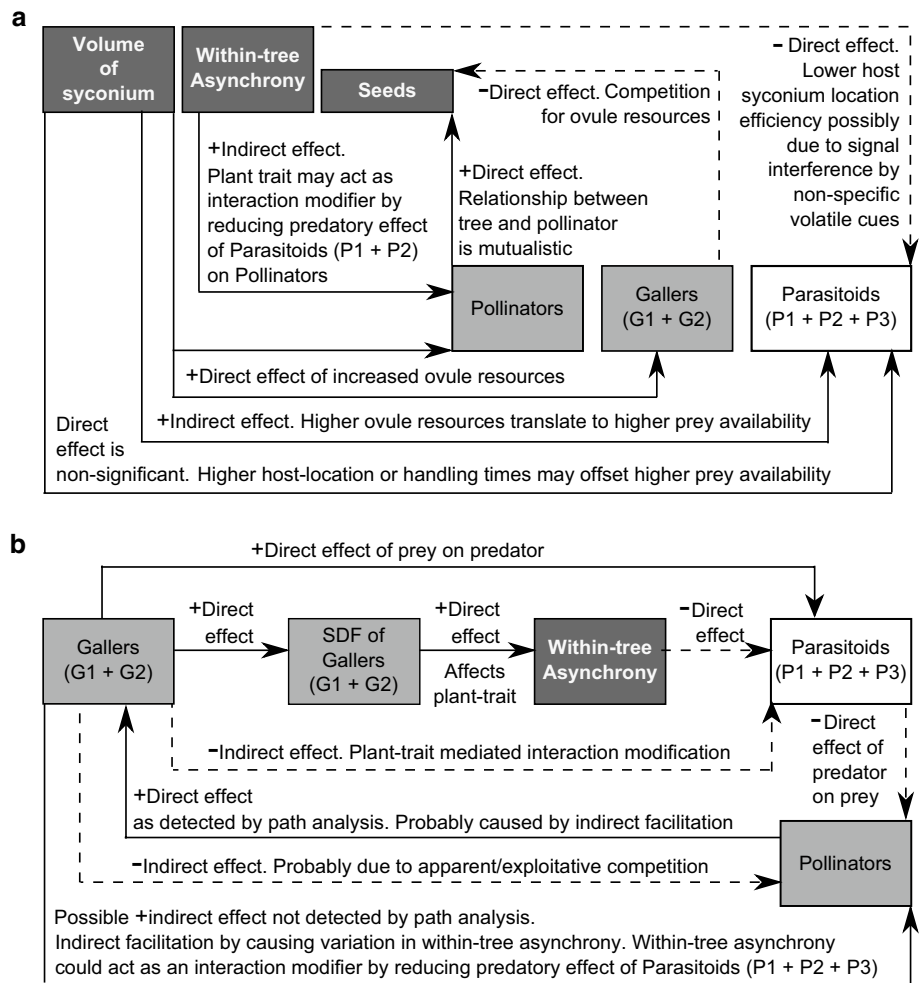 a
Volume
of
syconium
Within-tree
Asynchrony
Seeds
−Direct effect. Competition
for ovule resources
− Direct effect.
Lower host
syconium location
efficiency possibly
due to signal
interference by
non-specific
volatile cues
+Indirect effect.
Plant trait may act as
interaction modifier by
reducing predatory effect
of Parasitoids (P1 + P2)
on Pollinators
+Direct effect.
Relationship between
tree and pollinator
is mutualistic
Pollinators
Gallers
(G1 + G2)
Parasitoids
(P1 + P2 + P3)
+Direct effect of increased ovule resources
+Indirect effect. Higher ovule resources translate to higher prey availability
Direct
effect is
non-significant. Higher host-location or handling times may offset higher prey availability
b
+Direct effect of prey on predator
Gallers
(G1 + G2)
+Direct
effect
SDF of
Gallers
(G1 + G2)
+Direct
effect
Affects
plant-trait
Within-tree
Asynchrony
−Direct
effect
Parasitoids
(P1 + P2 + P3)
−Indirect effect. Plant-trait mediated interaction modification
−Direct
effect of
predator
on prey
+Direct effect
as detected by path analysis. Probably caused by indirect facilitation
Pollinators
−Indirect effect. Probably due to apparent/exploitative competition
Possible +indirect effect not detected by path analysis.
Indirect facilitation by causing variation in within-tree asynchrony. Within-tree asynchrony
could act as an interaction modifier by reducing predatory effect of Parasitoids (P1 + P2 + P3)